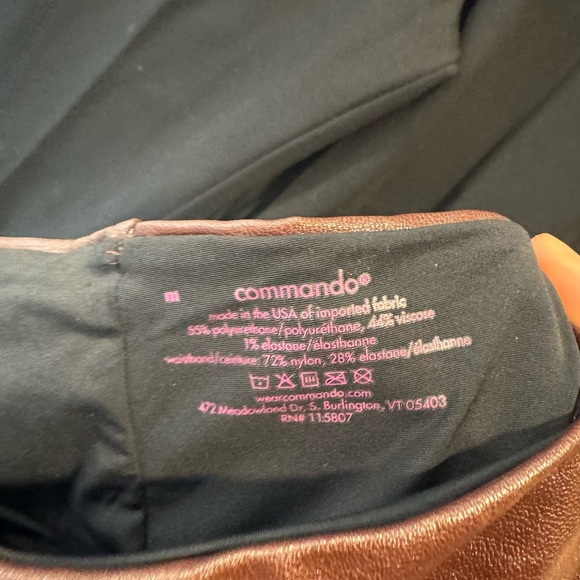 m
commando®
made in the USA of imported fabric
55% polyurethane/polyuréthane, 44% viscose
1% elastane/élasthanne
waistband/ceinture: 72% nylon, 28% elastane/élasthanne
wearcommando.com
472 Meadowland Dr, S. Burlington, VT 05403
RN# 115807